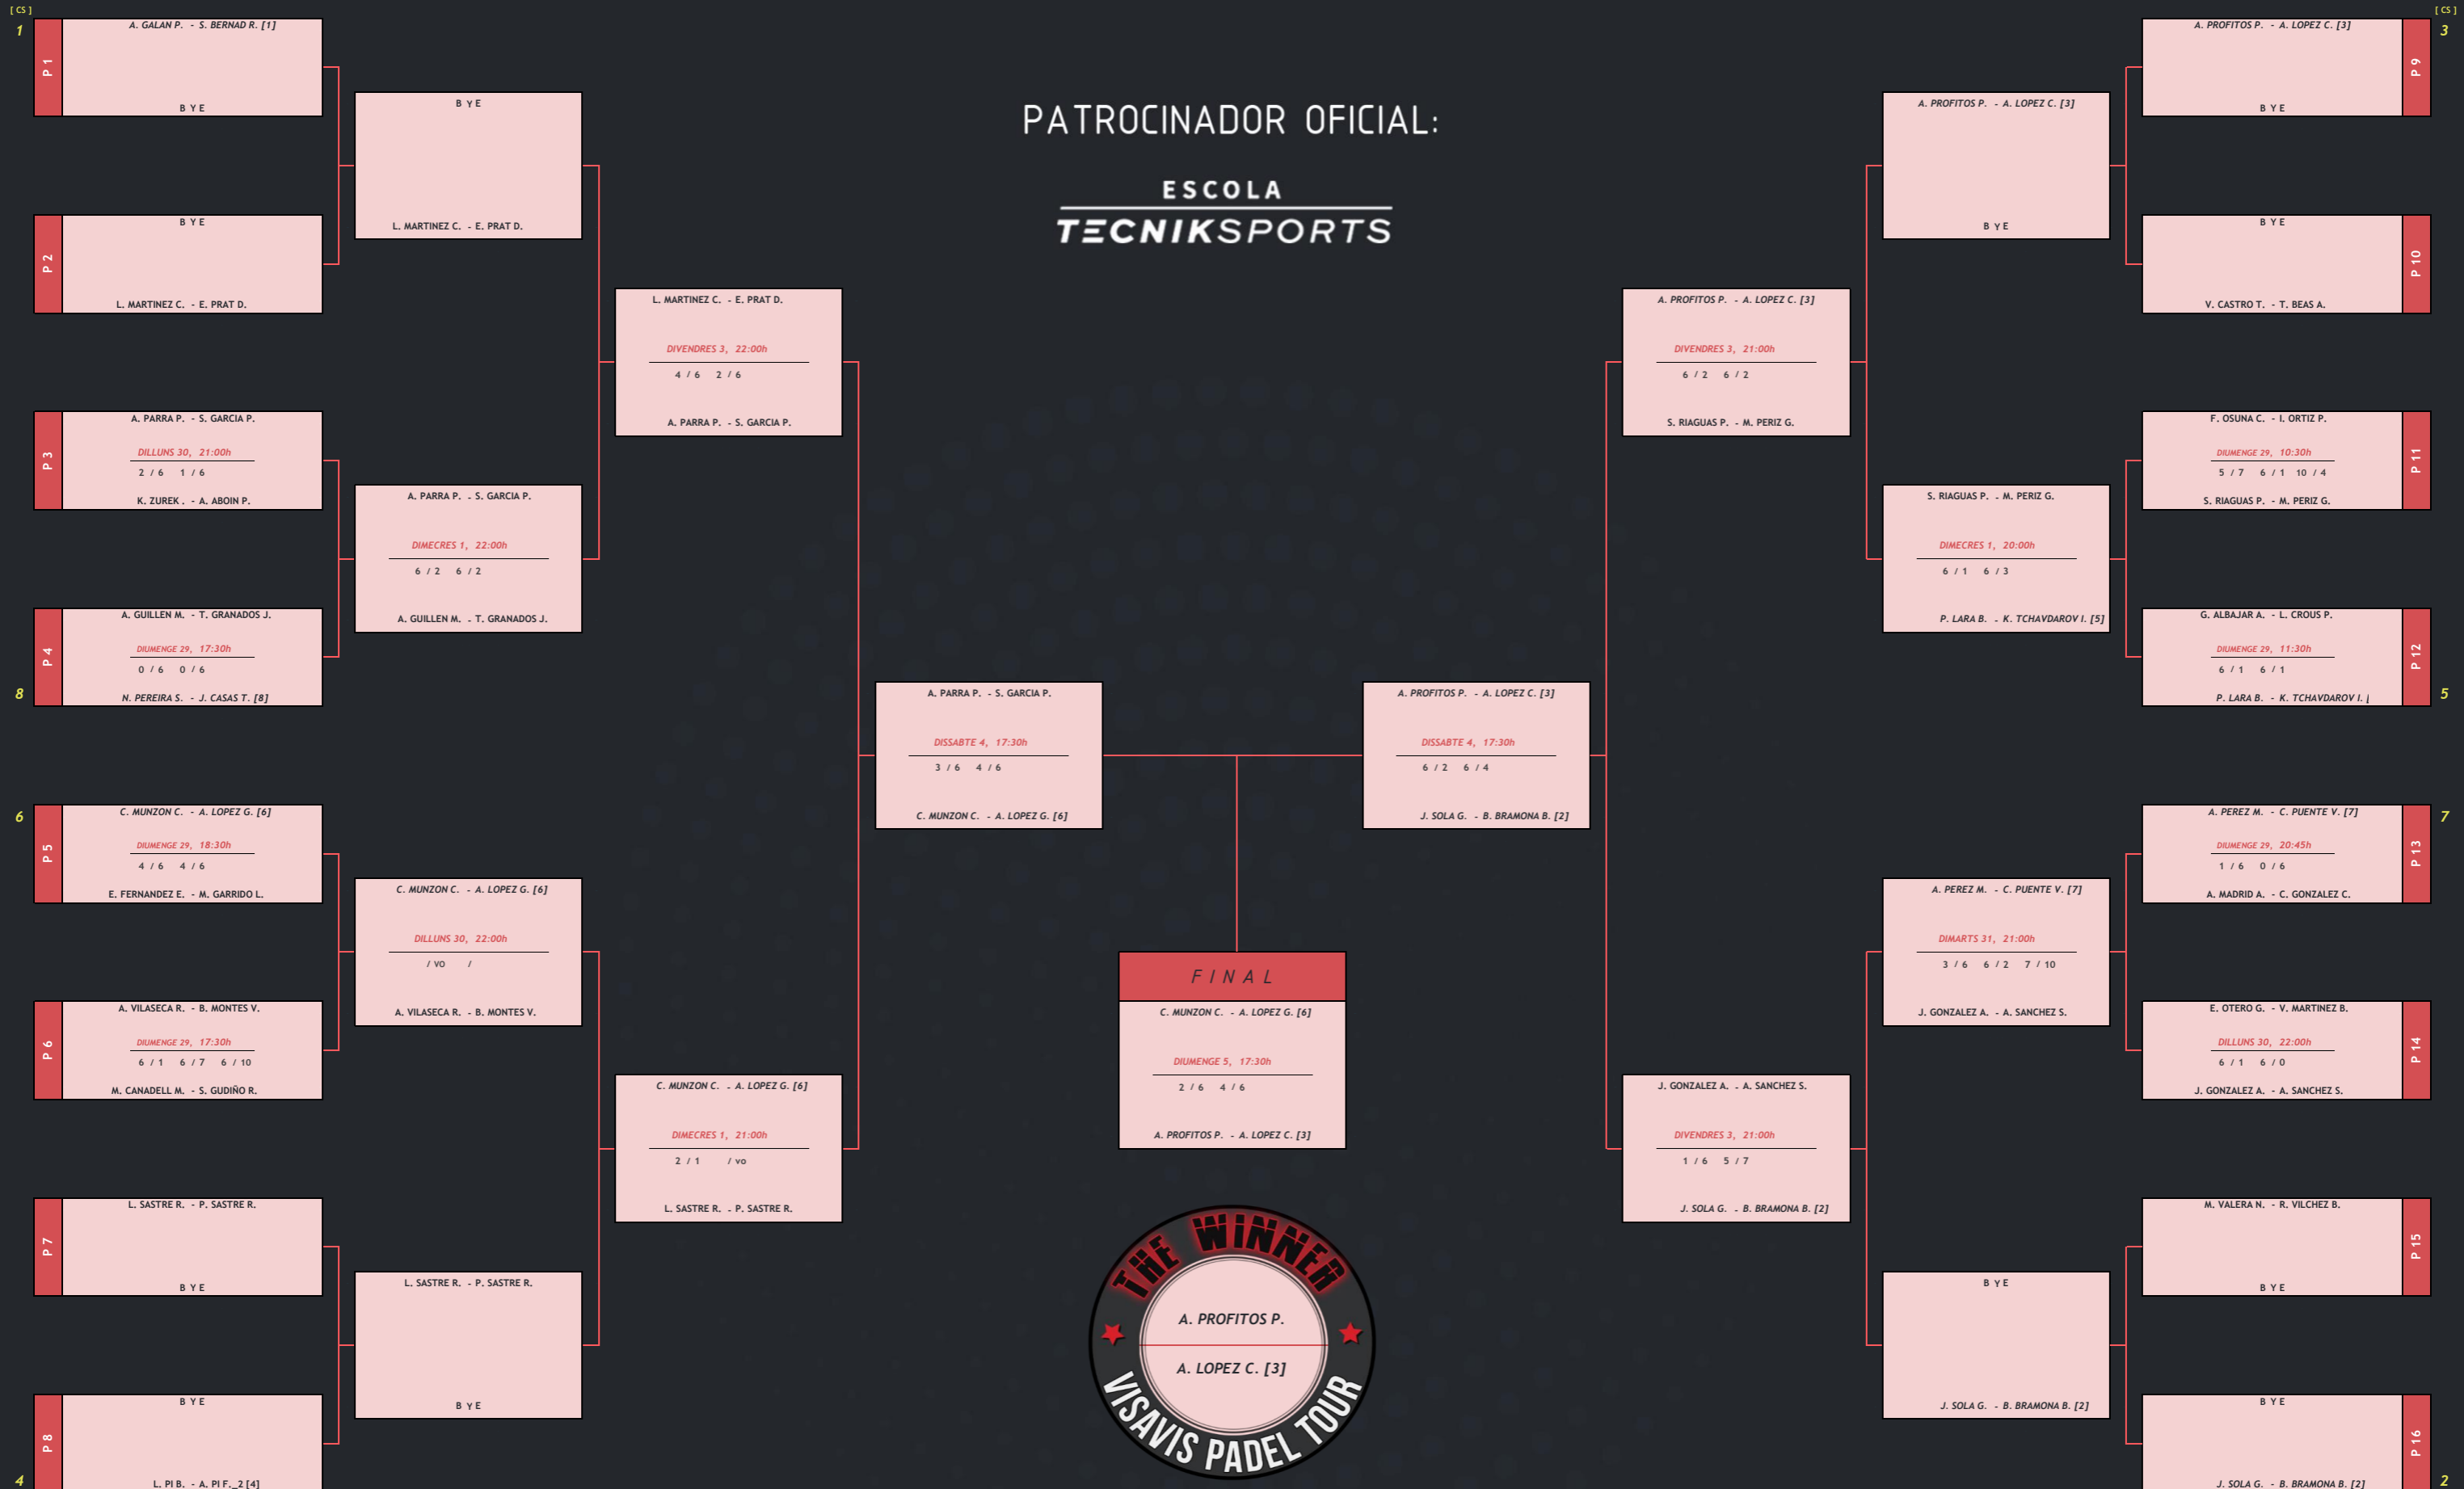 [ CS ]
1
P 1
A. GALAN P. - S. BERNAD R. [1]
B Y E
P 2
B Y E
L. MARTINEZ C. - E. PRAT D.
P 3
A. PARRA P. - S. GARCIA P.
DILLUNS 30, 21:00h
2 / 6 1 / 6
K. ZUREK . - A. ABOIN P.
8
P 4
A. GUILLEN M. - T. GRANADOS J.
DIUMENGE 29, 17:30h
0 / 6 0 / 6
N. PEREIRA S. - J. CASAS T. [8]
6
P 5
C. MUNZON C. - A. LOPEZ G. [6]
DIUMENGE 29, 18:30h
4 / 6 4 / 6
E. FERNANDEZ E. - M. GARRIDO L.
P 6
A. VILASECA R. - B. MONTES V.
DIUMENGE 29, 17:30h
6 / 1 6 / 7 6 / 10
M. CANADELL M. - S. GUDIÑO R.
P 7
L. SASTRE R. - P. SASTRE R.
B Y E
4
P 8
B Y E
L. PI B. - A. PI F._2 [4]
B Y E
L. MARTINEZ C. - E. PRAT D.
A. PARRA P. - S. GARCIA P.
DIMECRES 1, 22:00h
6 / 2 6 / 2
A. GUILLEN M. - T. GRANADOS J.
C. MUNZON C. - A. LOPEZ G. [6]
DILLUNS 30, 22:00h
/ VO /
A. VILASECA R. - B. MONTES V.
L. SASTRE R. - P. SASTRE R.
B Y E
L. MARTINEZ C. - E. PRAT D.
DIVENDRES 3, 22:00h
4 / 6 2 / 6
A. PARRA P. - S. GARCIA P.
C. MUNZON C. - A. LOPEZ G. [6]
DIMECRES 1, 21:00h
2 / 1 / vo
L. SASTRE R. - P. SASTRE R.
A. PARRA P. - S. GARCIA P.
DISSABTE 4, 17:30h
3 / 6 4 / 6
C. MUNZON C. - A. LOPEZ G. [6]
PATROCINADOR OFICIAL:
ESCOLA
TECNIKSPORTS
FINAL
C. MUNZON C. - A. LOPEZ G. [6]
DIUMENGE 5, 17:30h
2 / 6 4 / 6
A. PROFITOS P. - A. LOPEZ C. [3]
THE WINNER
A. PROFITOS P.
A. LOPEZ C. [3]
VISAVIS PADEL TOUR
A. PROFITOS P. - A. LOPEZ C. [3]
DISSABTE 4, 17:30h
6 / 2 6 / 4
J. SOLA G. - B. BRAMONA B. [2]
A. PROFITOS P. - A. LOPEZ C. [3]
DIVENDRES 3, 21:00h
6 / 2 6 / 2
S. RIAGUAS P. - M. PERIZ G.
J. GONZALEZ A. - A. SANCHEZ S.
DIVENDRES 3, 21:00h
1 / 6 5 / 7
J. SOLA G. - B. BRAMONA B. [2]
A. PROFITOS P. - A. LOPEZ C. [3]
B Y E
S. RIAGUAS P. - M. PERIZ G.
DIMECRES 1, 20:00h
6 / 1 6 / 3
P. LARA B. - K. TCHAVDAROV I. [5]
A. PEREZ M. - C. PUENTE V. [7]
DIMARTS 31, 21:00h
3 / 6 6 / 2 7 / 10
J. GONZALEZ A. - A. SANCHEZ S.
B Y E
J. SOLA G. - B. BRAMONA B. [2]
[ CS ]
3
P 9
A. PROFITOS P. - A. LOPEZ C. [3]
B Y E
P 10
B Y E
V. CASTRO T. - T. BEAS A.
P 11
F. OSUNA C. - I. ORTIZ P.
DIUMENGE 29, 10:30h
5 / 7 6 / 1 10 / 4
S. RIAGUAS P. - M. PERIZ G.
P 12
G. ALBAJAR A. - L. CROUS P.
DIUMENGE 29, 11:30h
6 / 1 6 / 1
P. LARA B. - K. TCHAVDAROV I. [
5
7
P 13
A. PEREZ M. - C. PUENTE V. [7]
DIUMENGE 29, 20:45h
1 / 6 0 / 6
A. MADRID A. - C. GONZALEZ C.
P 14
E. OTERO G. - V. MARTINEZ B.
DILLUNS 30, 22:00h
6 / 1 6 / 0
J. GONZALEZ A. - A. SANCHEZ S.
P 15
M. VALERA N. - R. VILCHEZ B.
B Y E
P 16
B Y E
J. SOLA G. - B. BRAMONA B. [2]
2